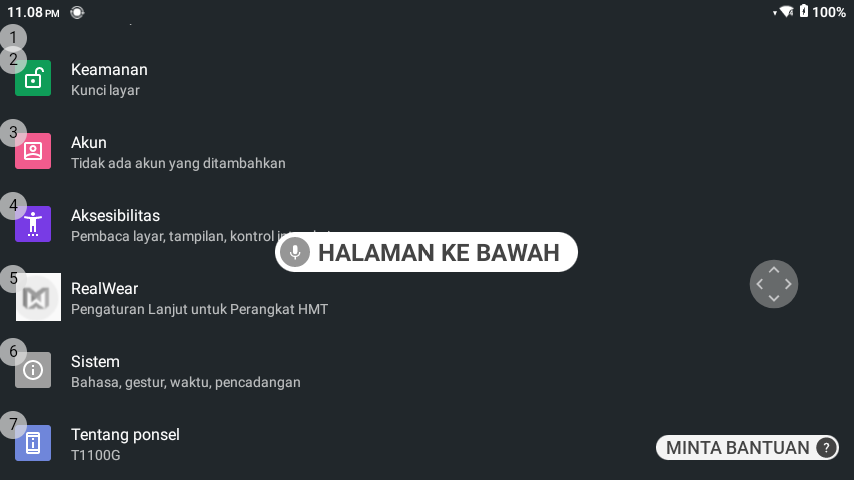 11.08 PM
100%
1
2
Keamanan
Kunci layar
3
Akun
Tidak ada akun yang ditambahkan
4
Aksesibilitas
Pembaca layar, tampilan, kontrol
HALAMAN KE BAWAH
5
RealWear
Pengaturan Lanjut untuk Perangkat HMT
6
Sistem
Bahasa, gestur, waktu, pencadangan
7
Tentang ponsel
T1100G
MINTA BANTUAN ?